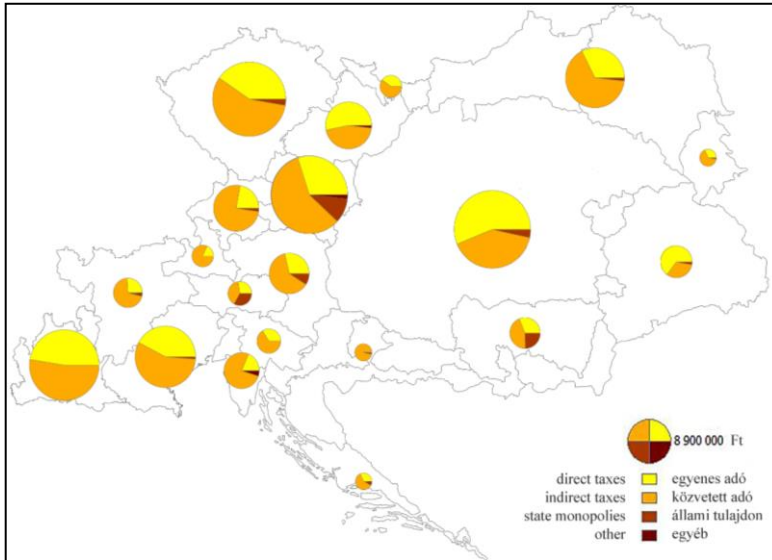 8 900 000 Ft
direct taxes egyenes adó
indirect taxes közvetett adó
state monopolies állami tulajdon
other egyéb